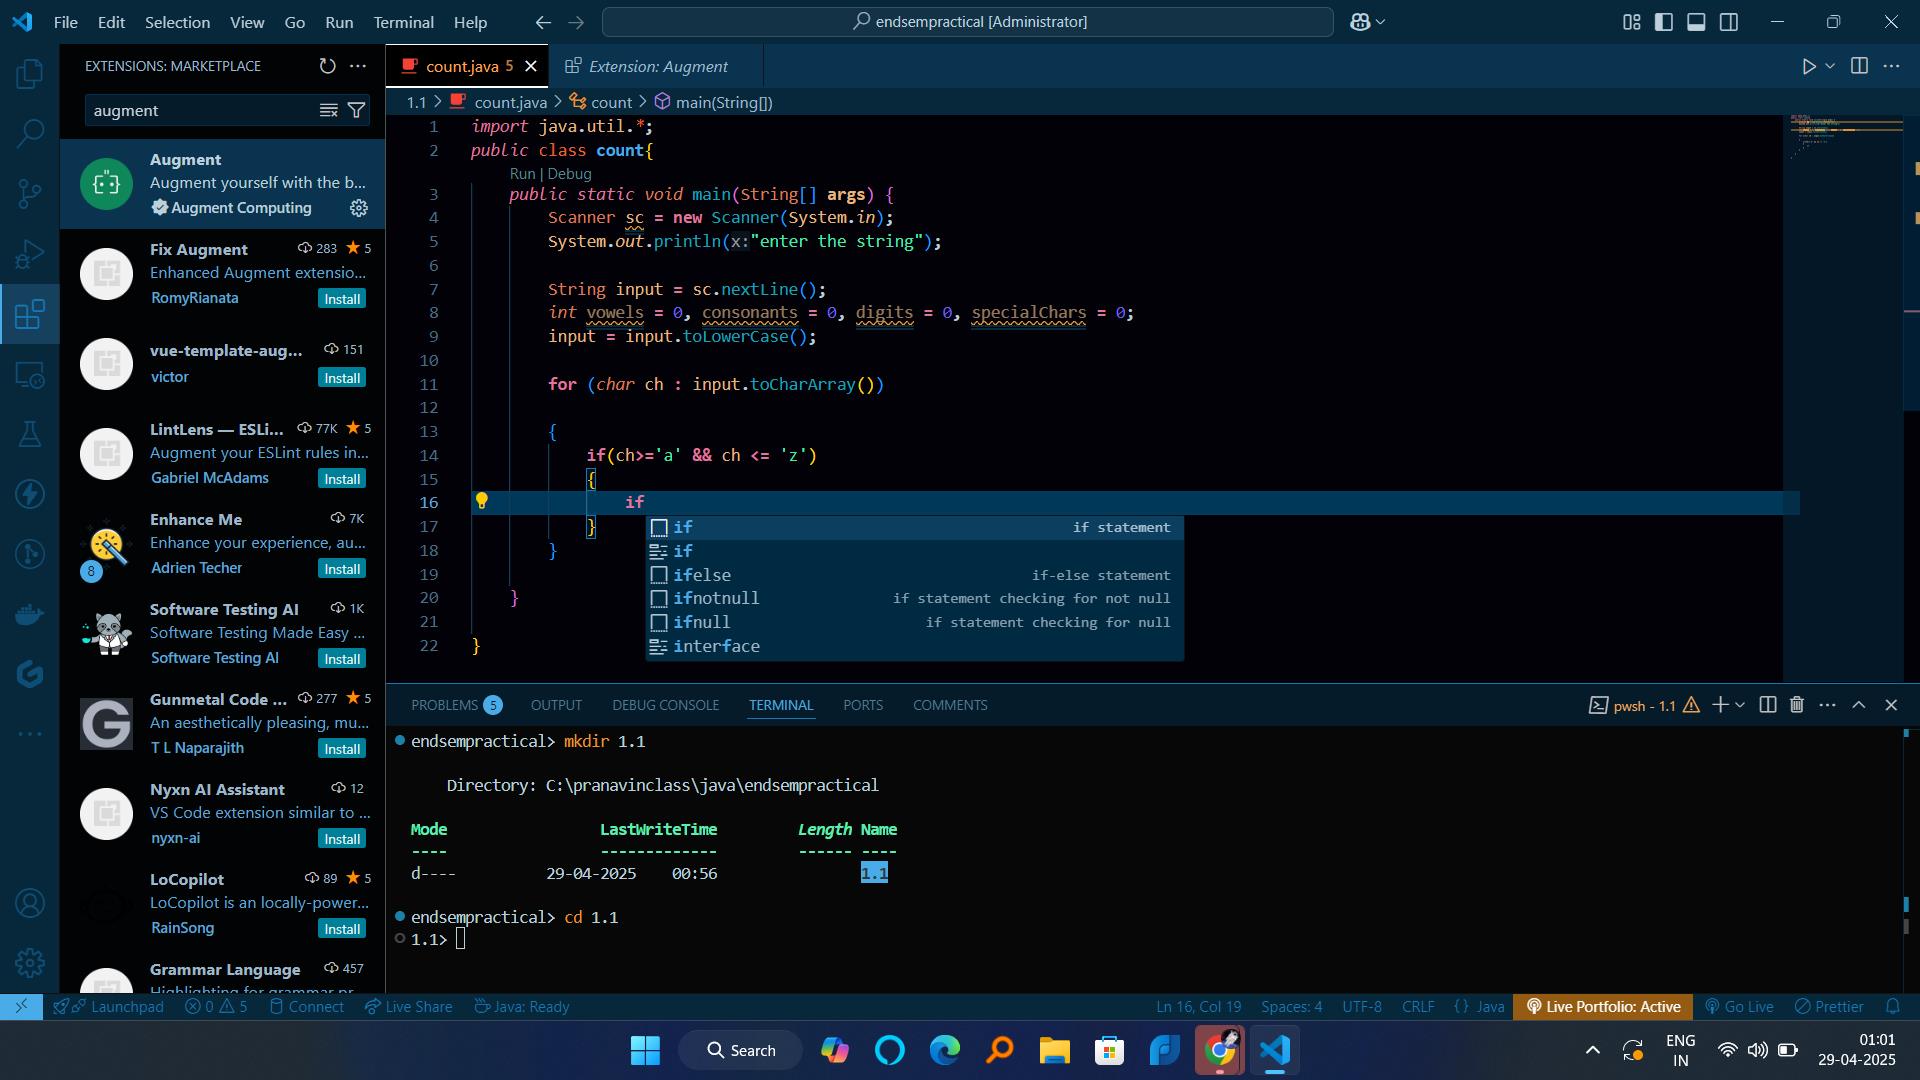 File Edit Selection View Go Run Terminal Help
endsempractical [Administrator]
EXTENSIONS: MARKETPLACE
augment
Augment
Augment yourself with the b...
Augment Computing
Fix Augment 283 5
Enhanced Augment extensio...
RomyRianata Install
vue-template-aug... 151
victor Install
LintLens — ESLi... 77K 5
Augment your ESLint rules in...
Gabriel McAdams Install
Enhance Me 7K
Enhance your experience, au...
8 Adrien Techer Install
Software Testing AI 1K
Software Testing Made Easy ...
Software Testing AI Install
Gunmetal Code ... 277 5
An aesthetically pleasing, mu...
T L Naparajith Install
Nyxn AI Assistant 12
VS Code extension similar to ...
nyxn-ai Install
LoCopilot 89 5
LoCopilot is an locally-power...
RainSong Install
Grammar Language 457
Highlighting for grammar pr...
count.java 5 Extension: Augment
1.1 > count.java > count > main(String[])
1 import java.util.*;
2 public class count{
Run | Debug
3 public static void main(String[] args) {
4 Scanner sc = new Scanner(System.in);
5 System.out.println(x:"enter the string");
6
7 String input = sc.nextLine();
8 int vowels = 0, consonants = 0, digits = 0, specialChars = 0;
9 input = input.toLowerCase();
10
11 for (char ch : input.toCharArray())
12
13 {
14 if(ch>='a' && ch <= 'z')
15 {
16 if
17 }
18 }
19
20 }
21
22 }
if if statement
if
ifelse if-else statement
ifnotnull if statement checking for not null
ifnull if statement checking for null
interface
PROBLEMS 5 OUTPUT DEBUG CONSOLE TERMINAL PORTS COMMENTS
pwsh - 1.1
endsempractical> mkdir 1.1
Directory: C:\pranavinclass\java\endsempractical
Mode LastWriteTime Length Name
---- ------------- ------ ----
d---- 29-04-2025 00:56 1.1
endsempractical> cd 1.1
1.1>
Launchpad 0 5 Connect Live Share Java: Ready
Ln 16, Col 19 Spaces: 4 UTF-8 CRLF {} Java Live Portfolio: Active Go Live Prettier
Search
ENG
IN
01:01
29-04-2025